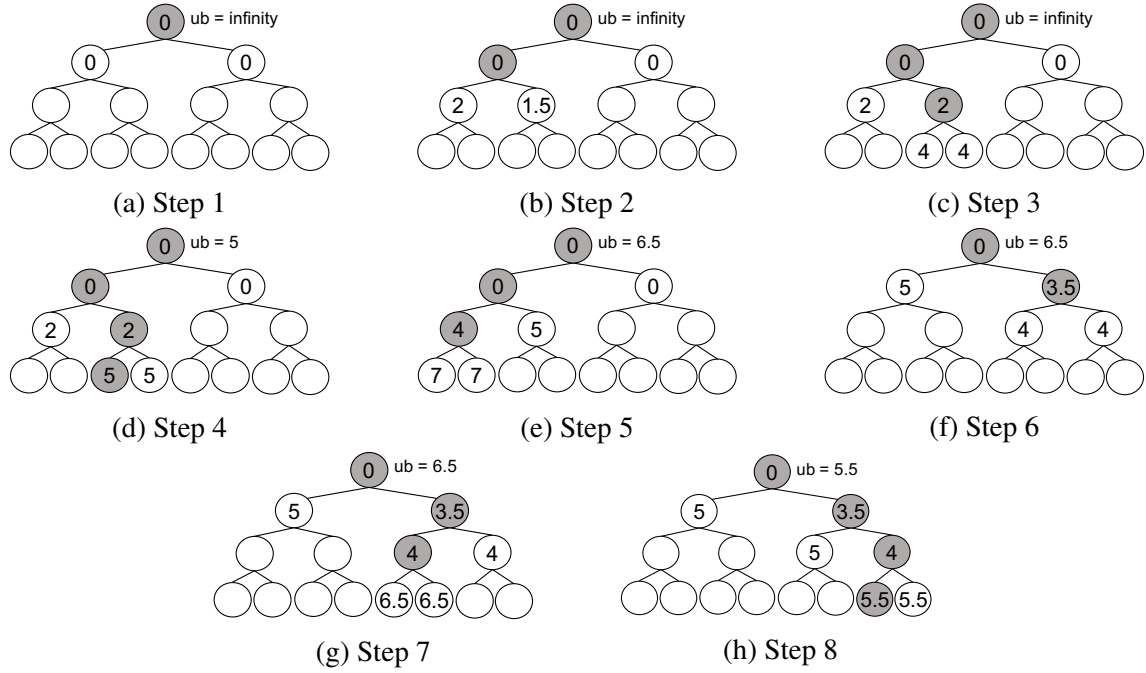 0 ub = infinity
0 0
(a) Step 1
0 ub = infinity
0 0
2 1.5
(b) Step 2
0 ub = infinity
0 0
2 2
4 4
(c) Step 3
0 ub = 5
0 0
2 2
5 5
(d) Step 4
0 ub = 6.5
0 0
4 5
7 7
(e) Step 5
0 ub = 6.5
5 3.5
4 4
(f) Step 6
0 ub = 6.5
5 3.5
4 4
6.5 6.5
(g) Step 7
0 ub = 5.5
5 3.5
5 4
5.5 5.5
(h) Step 8